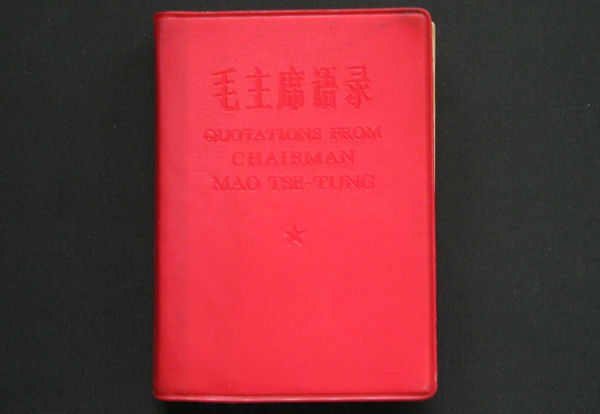 毛主席语录
QUOTATIONS FROM
CHAIRMAN
MAO TSE-TUNG